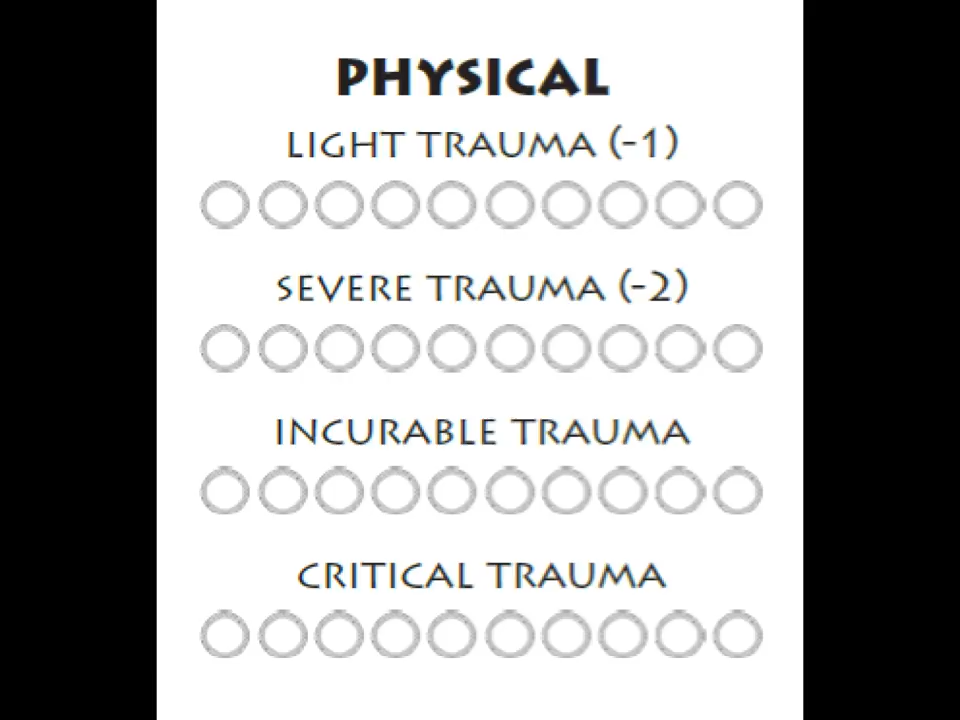 PHYSICAL
LIGHT TRAUMA (-1)
SEVERE TRAUMA (-2)
INCURABLE TRAUMA
CRITICAL TRAUMA